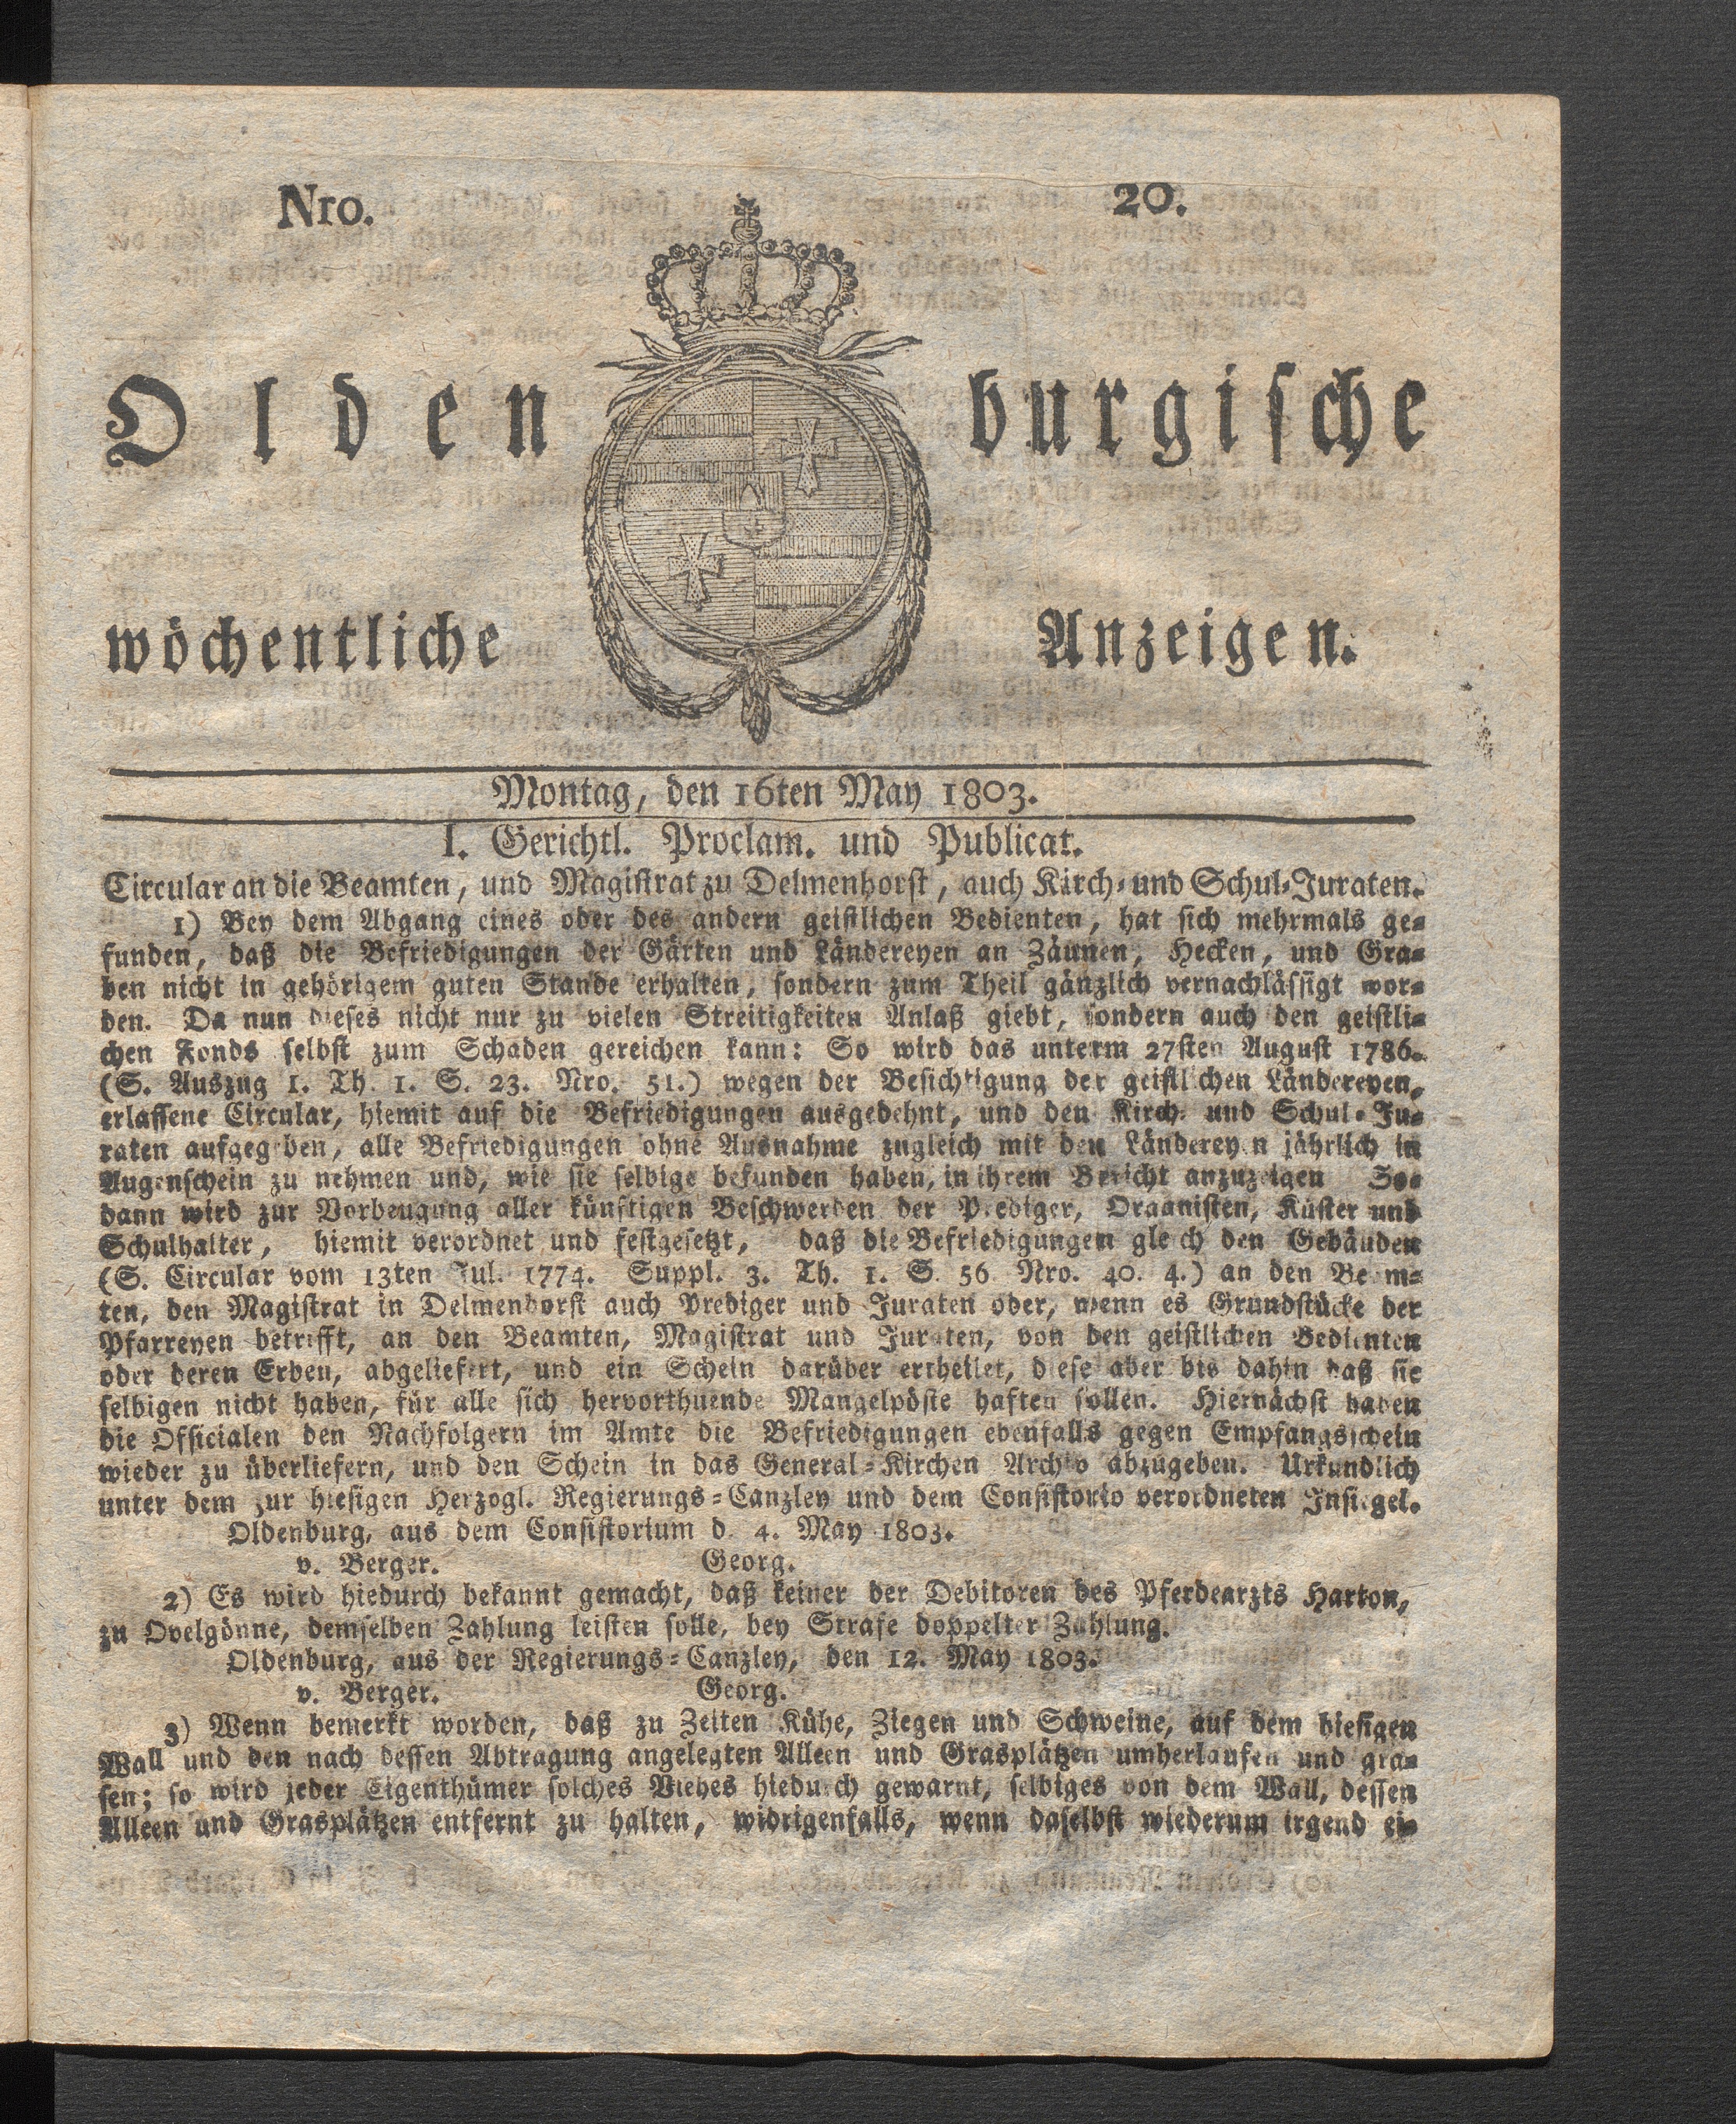 Nro. 20.
Olden burgische
wöchentliche Anzeigen.
Montag, den 16ten May 1803.
I. Gerichtl. Proclam. und Publicat.
Circular an die Beamten, und Magistrat zu Delmenhorst, auch Kirch- und Schul-Juraten.
1) Bey dem Abgang eines oder des andern geistlichen Bedienten, hat sich mehrmals ge-
funden, daß die Befriedigungen der Gärten und Ländereyen an Zäunen, Hecken, und Gra-
ben nicht in gehörigem guten Stande erhalten, sondern zum Theil gänzlich vernachläßigt wor-
den. Da nun dieses nicht nur zu vielen Streitigkeiten Anlaß giebt, sondern auch den geistli-
chen Fonds selbst zum Schaden gereichen kann: So wird das unterm 27sten August 1786.
(S. Auszug 1. Th. 1. S. 23. Nro. 51.) wegen der Besichtigung der geistlichen Ländereyen,
erlassene Circular, hiemit auf die Befriedigungen ausgedehnt, und den Kirch- und Schul-Ju-
raten aufgegeben, alle Befriedigungen ohne Ausnahme zugleich mit den Ländereyen jährlich in
Augenschein zu nehmen und, wie sie selbige befunden haben, in ihrem Bericht anzuzeigen So-
dann wird zur Vorbeugung aller künftigen Beschwerden der Prediger, Organisten, Küster und
Schulhalter, hiemit verordnet und festgesetzt, daß die Befriedigungen gleich den Gebäuden
(S. Circular vom 13ten Jul. 1774. Suppl. 3. Th. 1. S. 56 Nro. 40. 4.) an den Beam-
ten, den Magistrat in Delmenhorst auch Prediger und Juraten oder, wenn es Grundstücke der
Pfarreyen betrifft, an den Beamten, Magistrat und Juraten, von den geistlichen Bedienten
oder deren Erben, abgeliefert, und ein Schein darüber ertheilet, diese aber bis dahin daß sie
selbigen nicht haben, für alle sich hervorthuende Mangelpöste haften sollen. Hiernächst haben
die Officialen den Nachfolgern im Amte die Befriedigungen ebenfalls gegen Empfangsschein
wieder zu überliefern, und den Schein in das General-Kirchen Archiv abzugeben. Urkundlich
unter dem zur hiesigen Herzogl. Regierungs-Canzley und dem Consistorio verordneten Insiegel.
Oldenburg, aus dem Consistorium d. 4. May 1803.
v. Berger. Georg.
2) Es wird hiedurch bekannt gemacht, daß keiner der Debitoren des Pferdearzts Harton,
zu Ovelgönne, demselben Zahlung leisten solle, bey Strafe doppelter Zahlung.
Oldenburg, aus der Regierungs-Canzley, den 12. May 1803.
v. Berger. Georg.
3) Wenn bemerkt worden, daß zu Zeiten Kühe, Ziegen und Schweine, auf dem hiesigen
Wall und den nach dessen Abtragung angelegten Alleen und Grasplätzen umherlaufen und gra-
sen; so wird jeder Eigenthümer solches Viehes hiedurch gewarnt, selbiges von dem Wall, dessen
Alleen und Grasplätzen entfernt zu halten, widrigenfalls, wenn daselbst wiederum irgend ei-